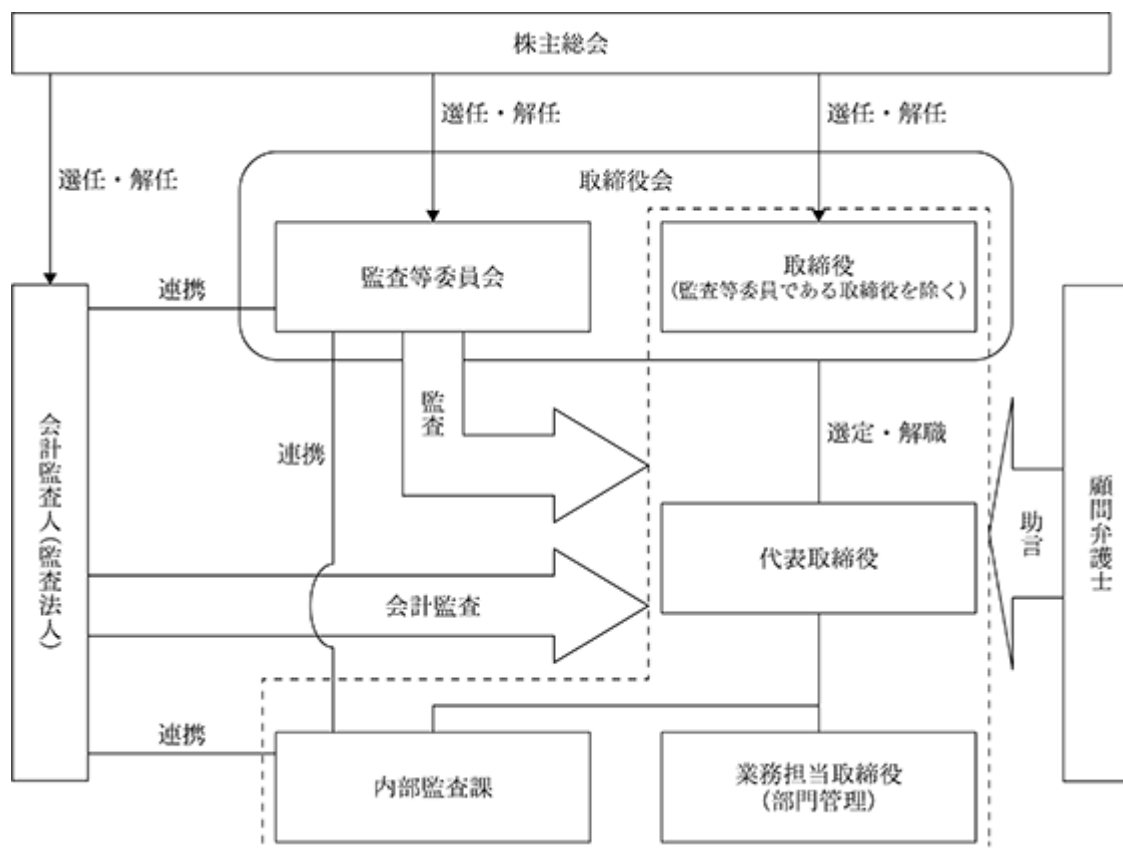 株主総会
選任・解任
選任・解任
選任・解任
取締役会
監査等委員会
取締役
(監査等委員である取締役を除く)
連携
監査
連携
選定・解職
会計監査人(監査法人)
顧問弁護士
助言
代表取締役
会計監査
連携
内部監査課
業務担当取締役
(部門管理)